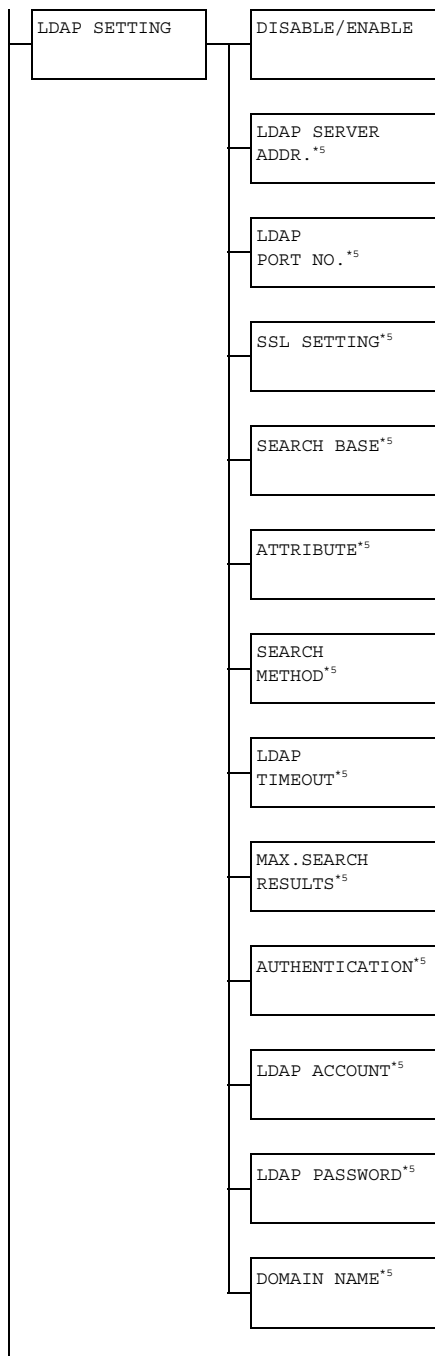 LDAP SETTING
DISABLE/ENABLE
LDAP SERVER
ADDR.*5
LDAP
PORT NO.*5
SSL SETTING*5
SEARCH BASE*5
ATTRIBUTE*5
SEARCH
METHOD*5
LDAP
TIMEOUT*5
MAX.SEARCH
RESULTS*5
AUTHENTICATION*5
LDAP ACCOUNT*5
LDAP PASSWORD*5
DOMAIN NAME*5